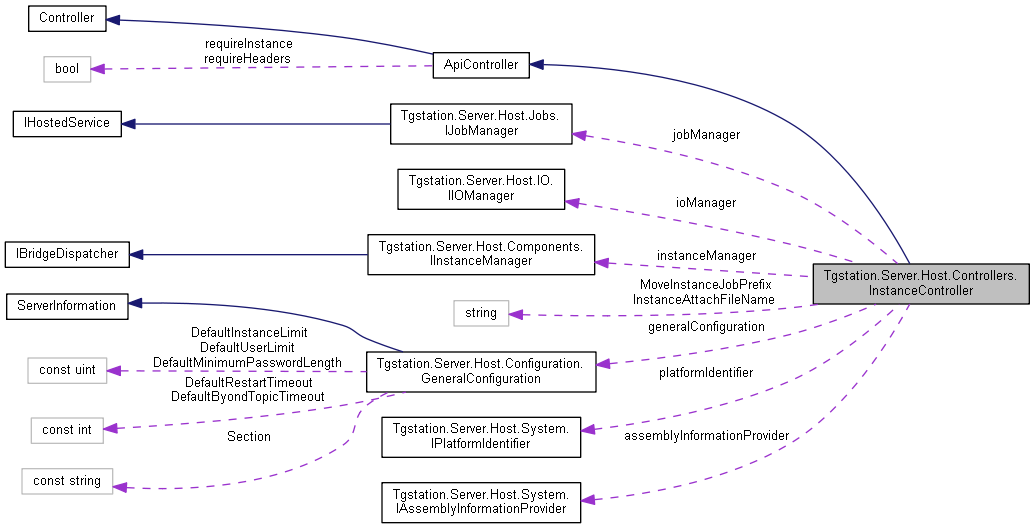 Controller
requireInstance
requireHeaders
bool
ApiController
IHostedService
Tgstation.Server.Host.Jobs.
IJobManager
jobManager
Tgstation.Server.Host.IO.
IIOManager
ioManager
IBridgeDispatcher
Tgstation.Server.Host.Components.
IInstanceManager
instanceManager
Tgstation.Server.Host.Controllers.
InstanceController
MoveInstanceJobPrefix
InstanceAttachFileName
string
ServerInformation
generalConfiguration
DefaultInstanceLimit
DefaultUserLimit
DefaultMinimumPasswordLength
const uint
Tgstation.Server.Host.Configuration.
GeneralConfiguration
platformIdentifier
DefaultRestartTimeout
DefaultByondTopicTimeout
const int
Tgstation.Server.Host.System.
IPlatformIdentifier
Section
assemblyInformationProvider
const string
Tgstation.Server.Host.System.
IAssemblyInformationProvider